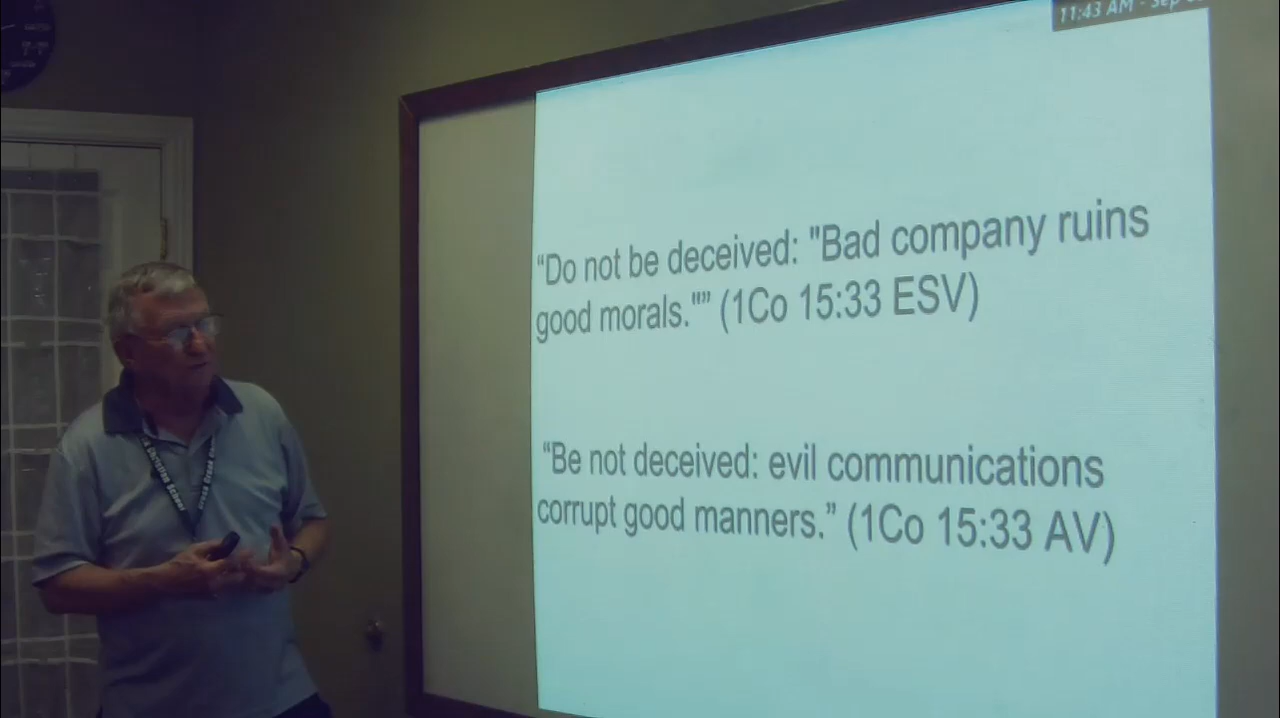 11:43 AM - Sep
“Do not be deceived: "Bad company ruins
good morals."” (1Co 15:33 ESV)
“Be not deceived: evil communications
corrupt good manners.” (1Co 15:33 AV)